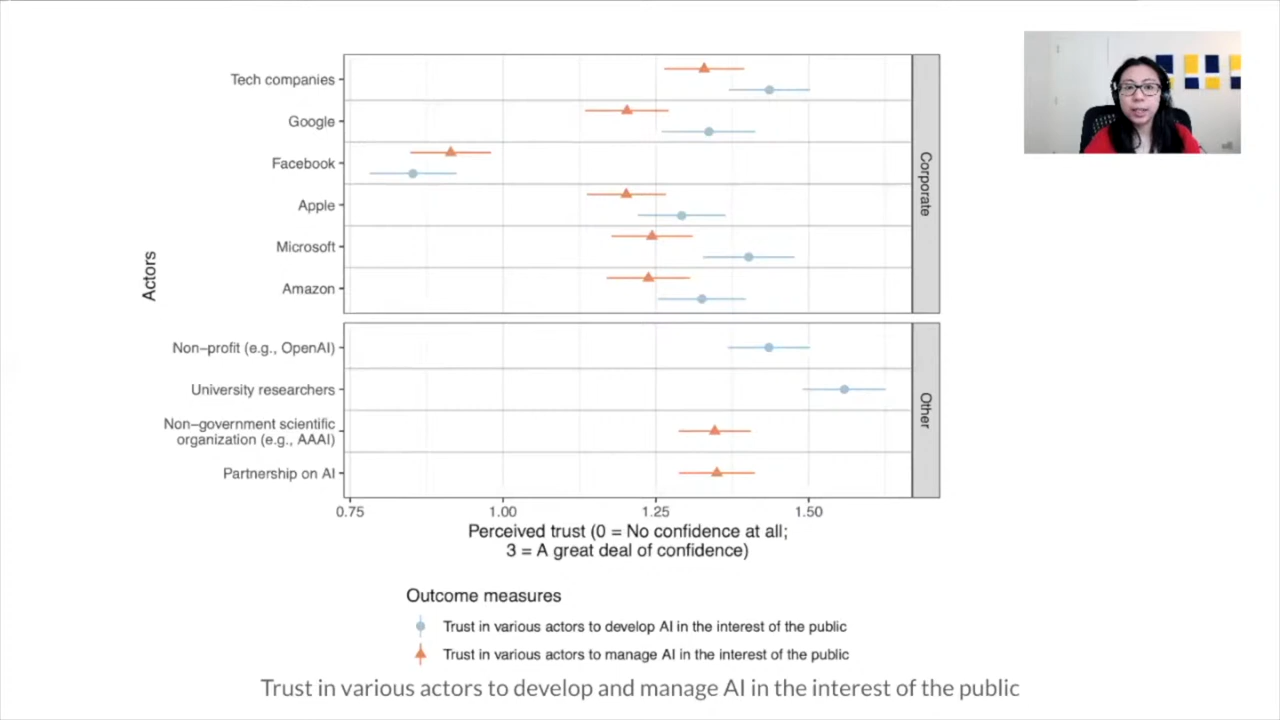 Tech companies
Google
Facebook
Apple
Microsoft
Amazon
Corporate
Actors
Non–profit (e.g., OpenAI)
University researchers
Non–government scientific
organization (e.g., AAAI)
Partnership on AI
Other
0.75 1.00 1.25 1.50
Perceived trust (0 = No confidence at all;
3 = A great deal of confidence)
Outcome measures
Trust in various actors to develop AI in the interest of the public
Trust in various actors to manage AI in the interest of the public
Trust in various actors to develop and manage AI in the interest of the public